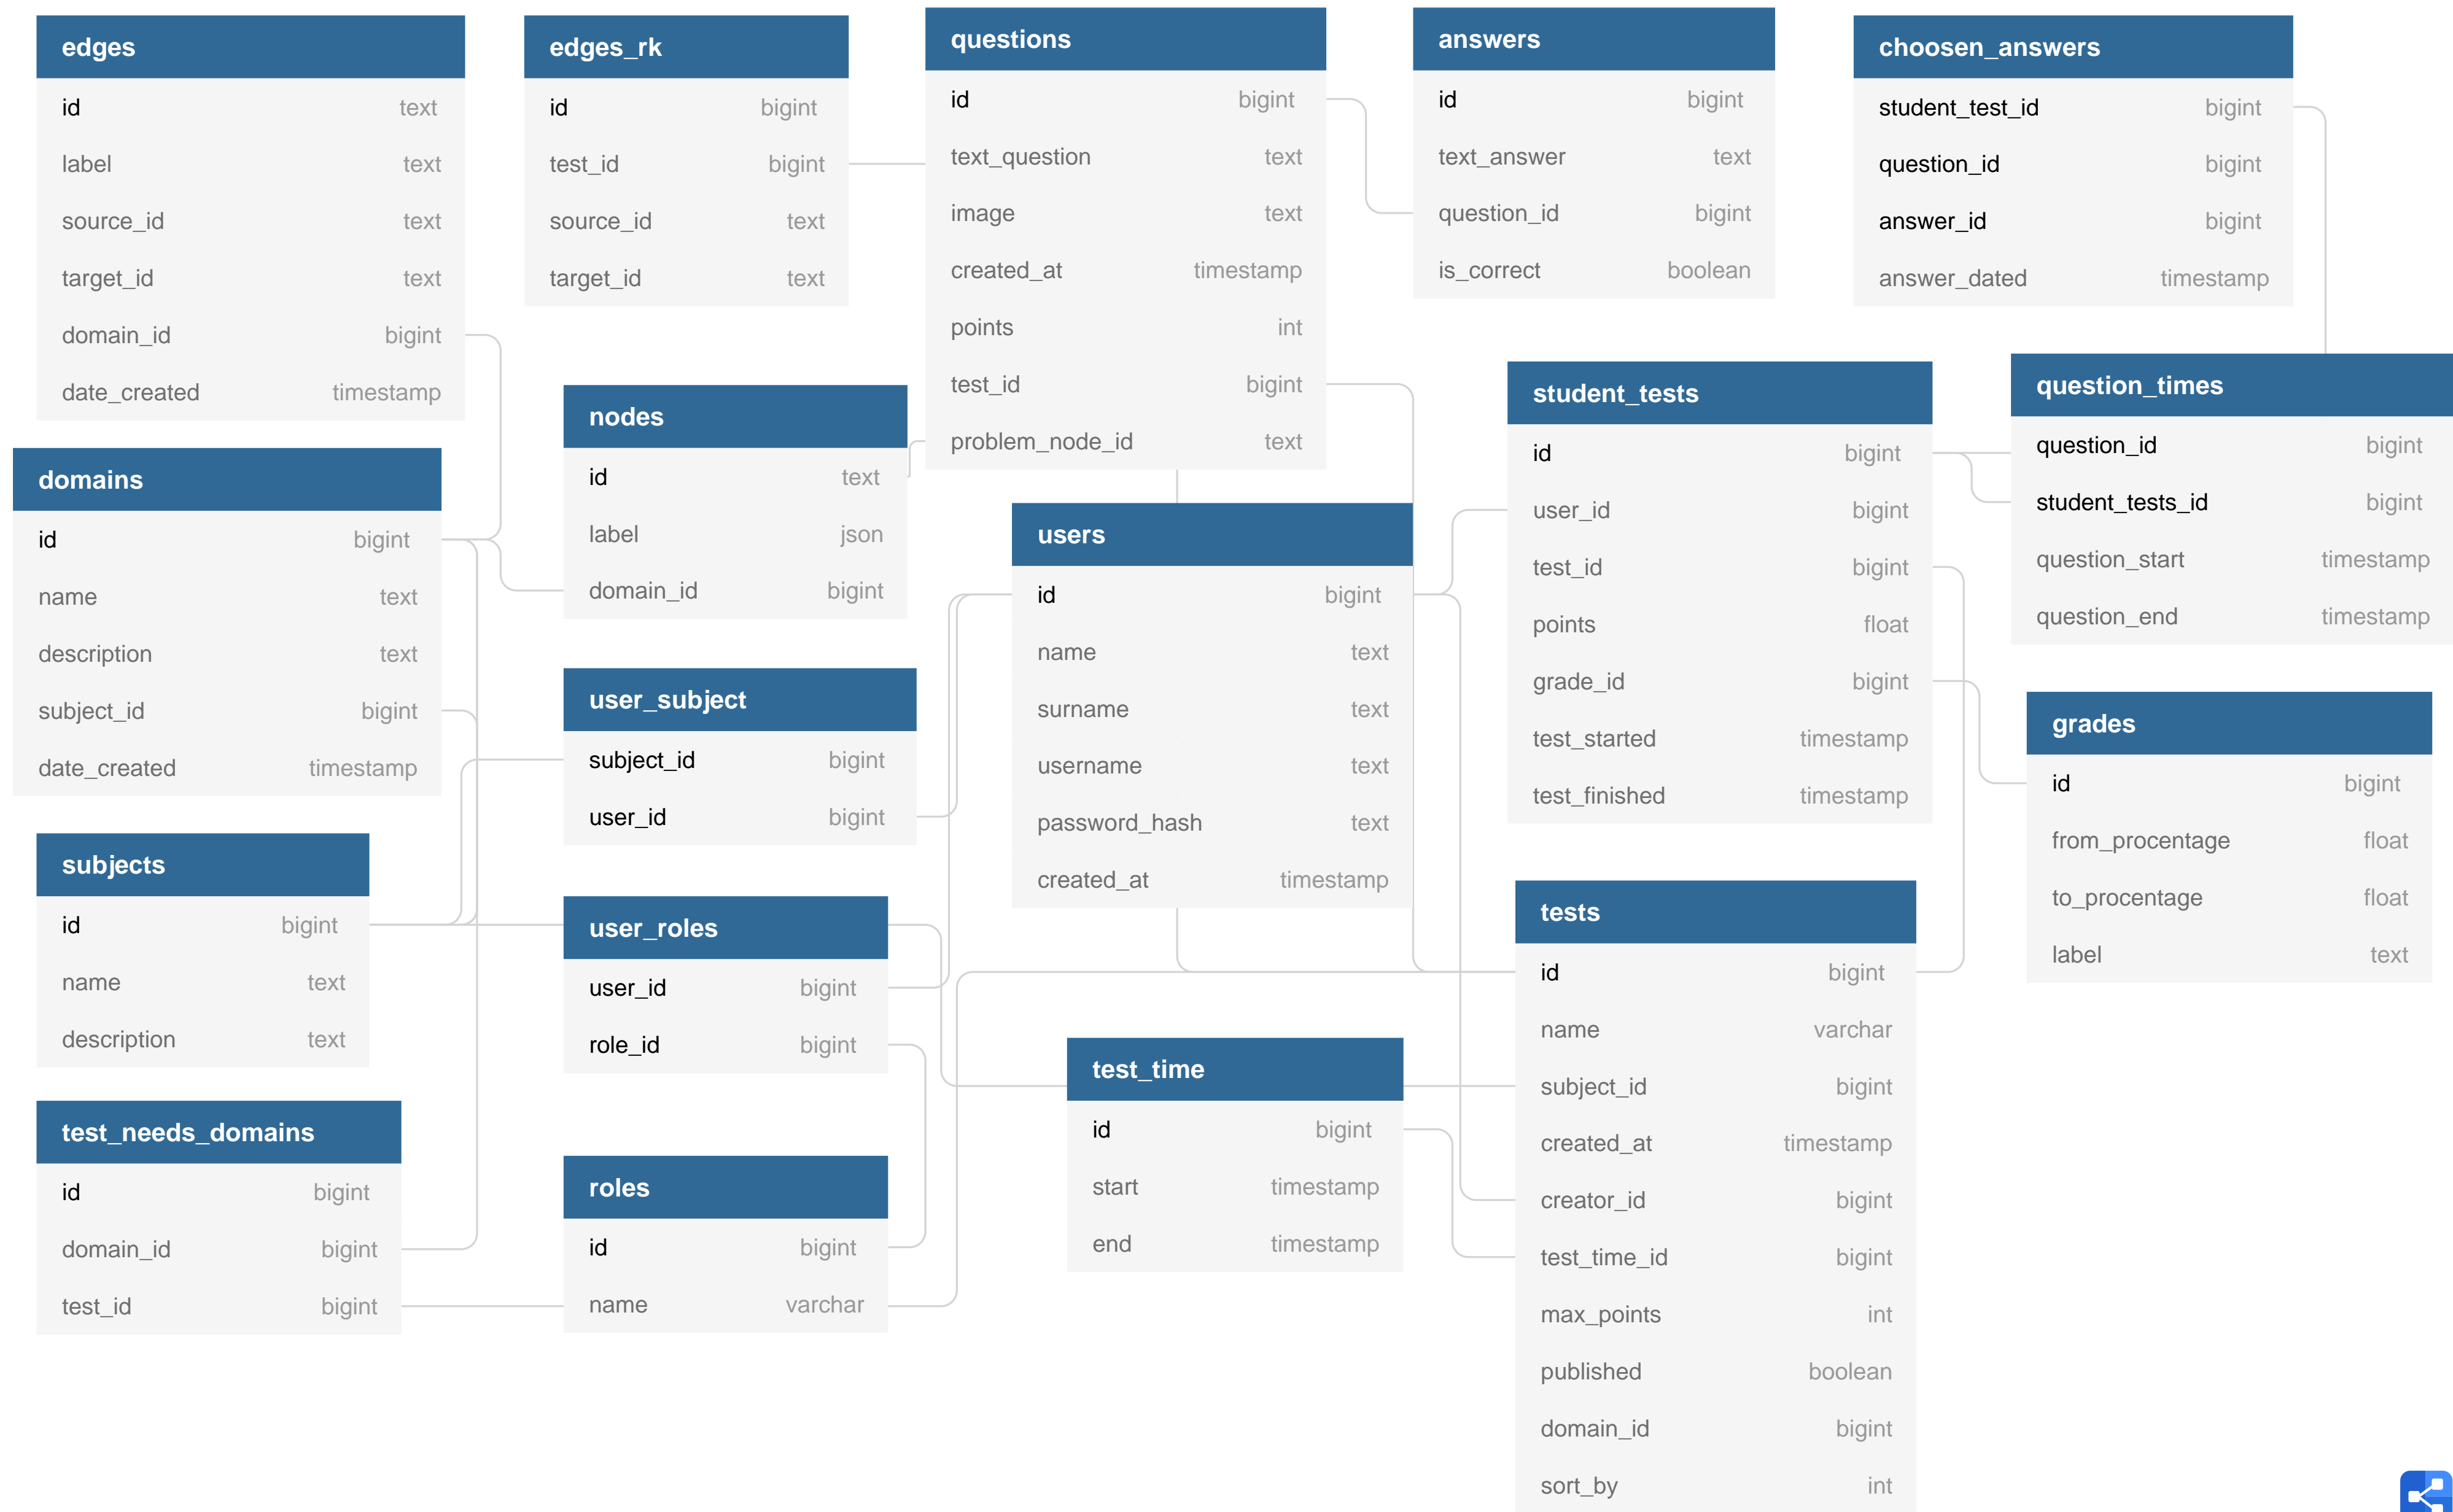 edges
id text
label text
source_id text
target_id text
domain_id bigint
date_created timestamp
edges_rk
id bigint
test_id bigint
source_id text
target_id text
questions
id bigint
text_question text
image text
created_at timestamp
points int
test_id bigint
problem_node_id text
answers
id bigint
text_answer text
question_id bigint
is_correct boolean
choosen_answers
student_test_id bigint
question_id bigint
answer_id bigint
answer_dated timestamp
domains
id bigint
name text
description text
subject_id bigint
date_created timestamp
nodes
id text
label json
domain_id bigint
users
id bigint
name text
surname text
username text
password_hash text
created_at timestamp
student_tests
id bigint
user_id bigint
test_id bigint
points float
grade_id bigint
test_started timestamp
test_finished timestamp
question_times
question_id bigint
student_tests_id bigint
question_start timestamp
question_end timestamp
user_subject
subject_id bigint
user_id bigint
grades
id bigint
from_procentage float
to_procentage float
label text
subjects
id bigint
name text
description text
user_roles
user_id bigint
role_id bigint
tests
id bigint
name varchar
subject_id bigint
created_at timestamp
creator_id bigint
test_time_id bigint
max_points int
published boolean
domain_id bigint
sort_by int
test_time
id bigint
start timestamp
end timestamp
test_needs_domains
id bigint
domain_id bigint
test_id bigint
roles
id bigint
name varchar